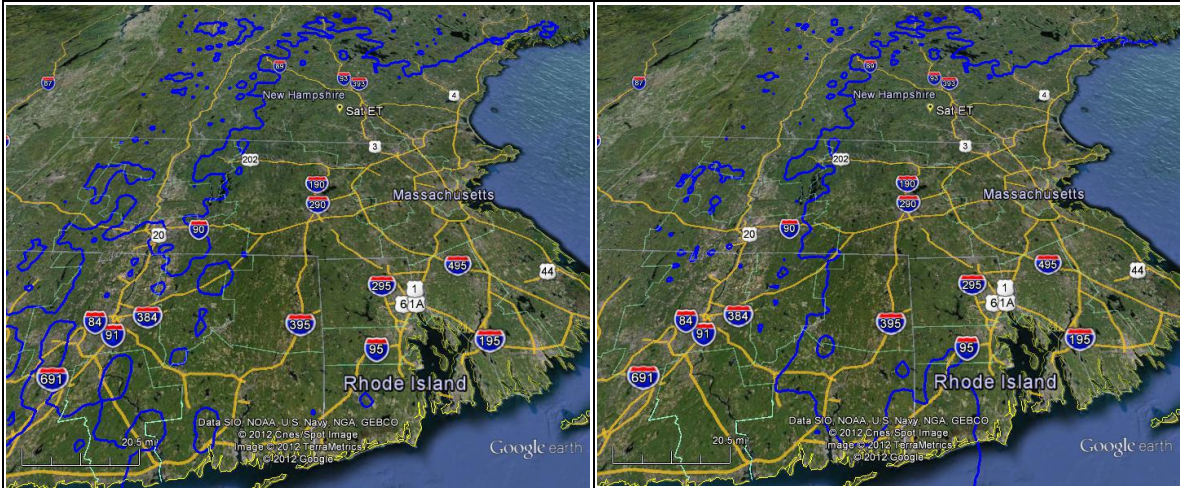 87
89
93
393
New Hampshire
4
Sat ET
3
202
190
Massachusetts
290
20
90
495
44
295
1
6
1A
84
384
91
395
95
195
691
Rhode Island
Data SIO, NOAA, U.S. Navy, NGA, GEBCO
© 2012 Cnes/Spot Image
Image © 2012 TerraMetrics
© 2012 Google
20.5 mi
Google earth
87
89
93
393
New Hampshire
4
Sat ET
3
202
190
Massachusetts
290
20
90
495
44
295
1
6
1A
84
384
91
395
95
195
691
Rhode Island
Data SIO, NOAA, U.S. Navy, NGA, GEBCO
© 2012 Cnes/Spot Image
Image © 2012 TerraMetrics
© 2012 Google
20.5 mi
Google earth